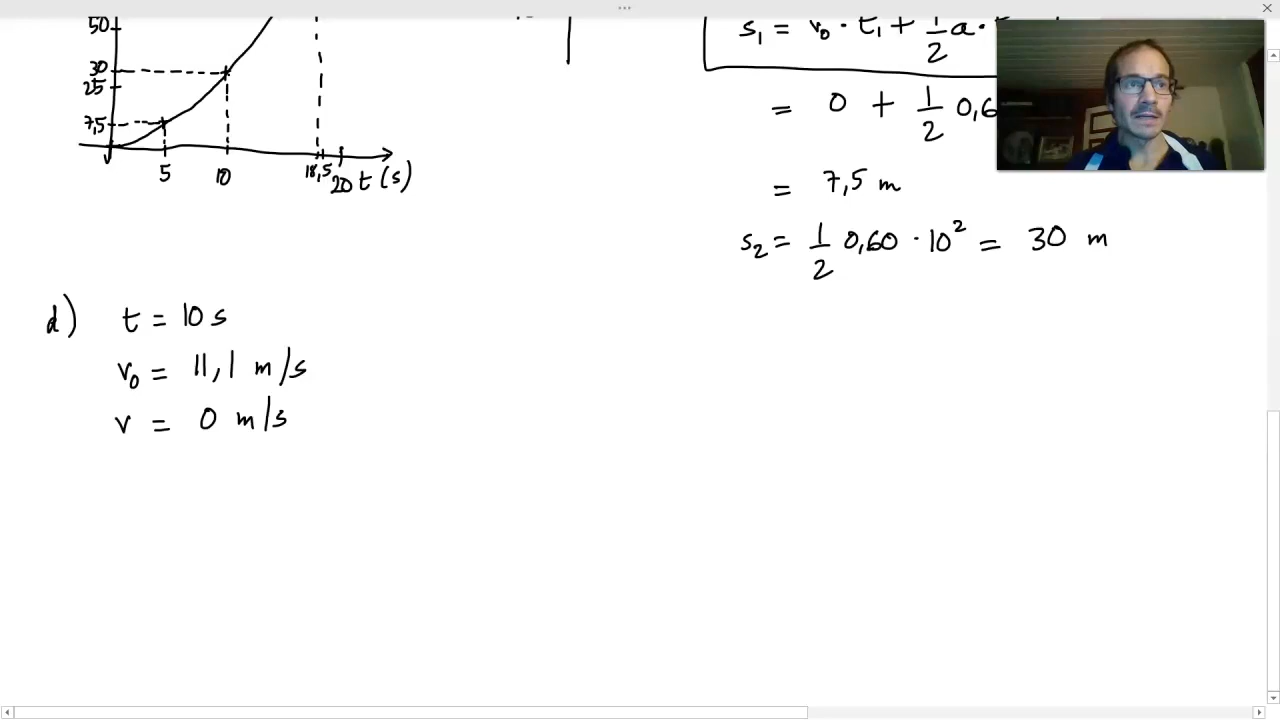 50
30
25
7,5
5 10 18,5 20 t (s)
s₁ = v₀ · t₁ + 1/2 a ·
= 0 + 1/2 0,6
= 7,5 m
s₂ = 1/2 0,60 · 10² = 30 m
d) t = 10 s
v₀ = 11,1 m/s
v = 0 m/s